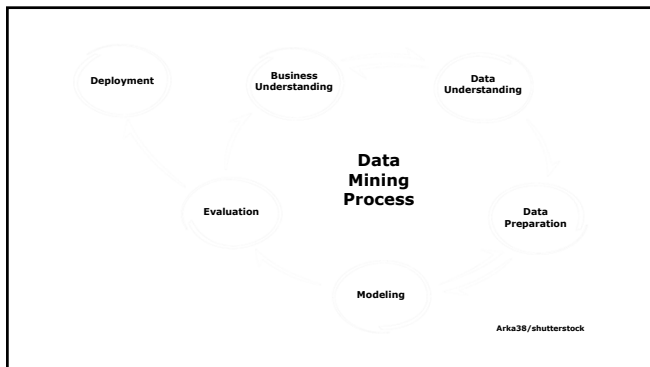 Deployment
Business
Understanding
Data
Understanding
Data
Mining
Process
Evaluation
Data
Preparation
Modeling
Arka38/shutterstock